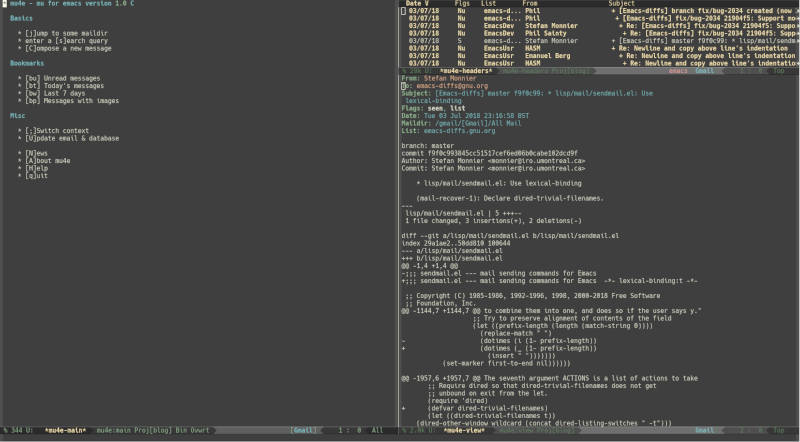 * mu4e - mu for emacs version 1.0 C
Basics
* [j]ump to some maildir
* enter a [s]earch query
* [C]ompose a new message
Bookmarks
* [bu] Unread messages
* [bt] Today's messages
* [bw] Last 7 days
* [bp] Messages with images
Misc
* [;]Switch context
* [U]pdate email & database
* [N]ews
* [A]bout mu4e
* [H]elp
* [q]uit
% 344 U: *mu4e-main* mu4e:main Proj[blog] Bin Ovwrt [Gmail] 1 : 0 All
Date V Flgs List From Subject
03/07/18 Nu emacs-d... Phil + [Emacs-diffs] fix/bug-2034 created (now
03/07/18 Nu emacs-d... Phil + [Emacs-diffs] fix/bug-2034 21904f5: Support mo
03/07/18 Nu EmacsDev Stefan Monnier + Re: [Emacs-diffs] fix/bug-2034 21904f5: Suppo
03/07/18 Nu EmacsDev Phil Sainty + Re: [Emacs-diffs] fix/bug-2034 21904f5: Suppo
03/07/18 S emacs-d... Stefan Monnier + [Emacs-diffs] master f9f0c99: * lisp/mail/sendmail.el:
03/07/18 Nu EmacsUsr HASM + Re: Newline and copy above line's indentation
03/07/18 Nu EmacsUsr Emanuel Berg + Re: Newline and copy above line's indentation
03/07/18 Nu EmacsUsr HASM + Re: Newline and copy above line's indentation
*mu4e-headers* mu4e-headers Proj[blog] emacs Gmail 1 : 0 Top
From: Stefan Monnier
To: emacs-diffs@gnu.org
Subject: [Emacs-diffs] master f9f0c99: * lisp/mail/sendmail.el: Use
lexical-binding
Flags: seen, list
Date: Tue 03 Jul 2018 23:16:58 BST
Maildir: /gmail/[Gmail]/All Mail
List: emacs-diffs.gnu.org
branch: master
commit f9f0c993045cc51517cef6ed06b0cabe102dcd9f
Author: Stefan Monnier <monnier@iro.umontreal.ca>
Commit: Stefan Monnier <monnier@iro.umontreal.ca>
* lisp/mail/sendmail.el: Use lexical-binding
(mail-recover-1): Declare dired-trivial-filenames.
---
lisp/mail/sendmail.el | 5 +++--
1 file changed, 3 insertions(+), 2 deletions(-)
diff --git a/lisp/mail/sendmail.el b/lisp/mail/sendmail.el
index 29a1ae2..50dd810 100644
--- a/lisp/mail/sendmail.el
+++ b/lisp/mail/sendmail.el
@@ -1,4 +1,4 @@
-;;; sendmail.el --- mail sending commands for Emacs
+;;; sendmail.el --- mail sending commands for Emacs -*- lexical-binding:t -*-
;; Copyright (C) 1985-1986, 1992-1996, 1998, 2000-2018 Free Software
;; Foundation, Inc.
@@ -1144,7 +1144,7 @@ to combine them into one, and does so if the user says y."
;; Try to preserve alignment of contents of the field
(let ((prefix-length (length (match-string 0))))
(replace-match " ")
- (dotimes (i (1- prefix-length))
+ (dotimes (_ (1- prefix-length))
(insert " ")))))))
(set-marker first-to-end nil))))))
@@ -1957,6 +1957,7 @@ The seventh argument ACTIONS is a list of actions to take
;; Require dired so that dired-trivial-filenames does not get
;; unbound on exit from the let.
(require 'dired)
+ (defvar dired-trivial-filenames)
(let ((dired-trivial-filenames t))
(dired-other-window wildcard (concat dired-listing-switches " -t")))
% 2.0k U: *mu4e-view* mu4e:view Proj[blog] Gmail 2 : 0 Top